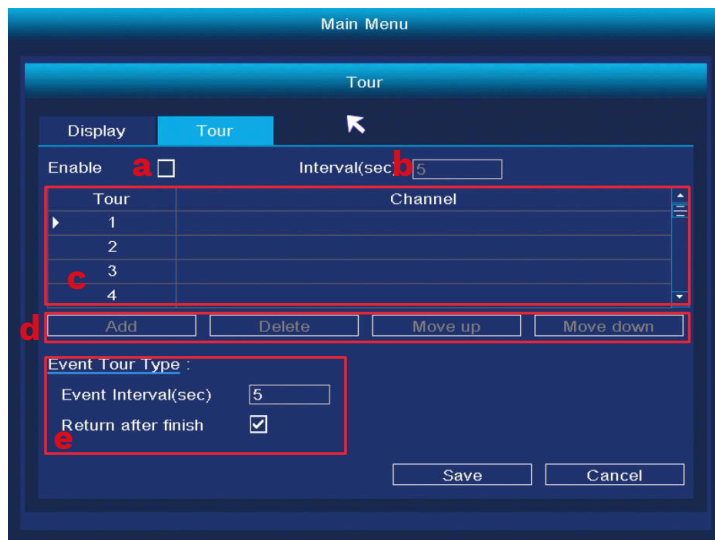 Main Menu
Tour
Display Tour
Enable a Interval(sec) b 5
Tour Channel
1
2
3
c
4
d Add Delete Move up Move down
Event Tour Type :
Event Interval(sec) 5
Return after finish
e
Save Cancel